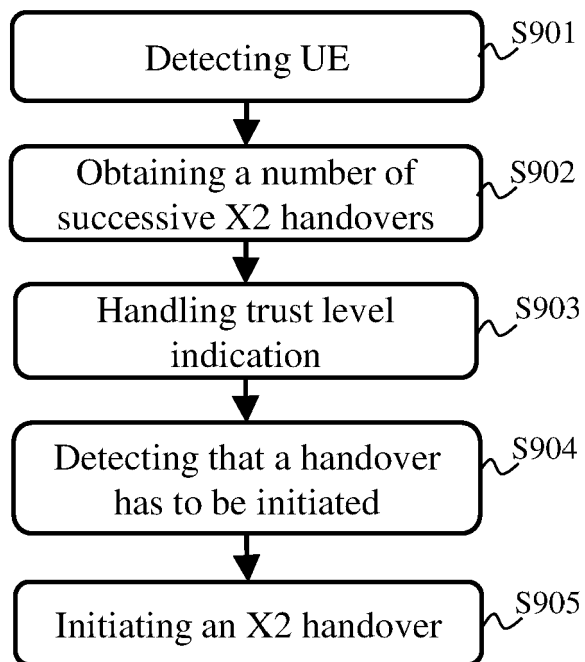 S901
Detecting UE
S902
Obtaining a number of
successive X2 handovers
S903
Handling trust level
indication
S904
Detecting that a handover
has to be initiated
S905
Initiating an X2 handover